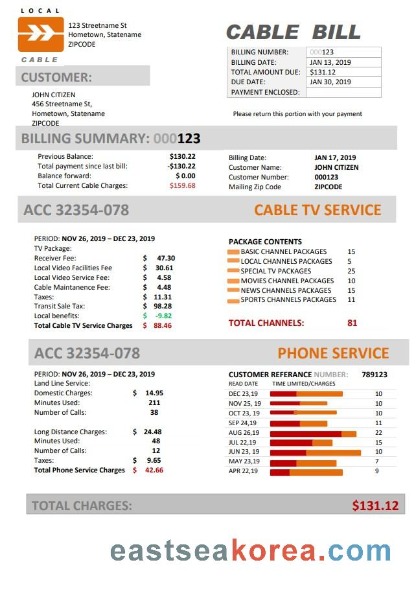 LOCAL
CABLE
123 Streetname St
Hometown, Statename
ZIPCODE
CABLE BILL
BILLING NUMBER: 000123
BILLING DATE: JAN 13, 2019
TOTAL AMOUNT DUE: $131.12
DUE DATE: JAN 30, 2019
PAYMENT ENCLOSED:
CUSTOMER:
JOHN CITIZEN
456 Streetname St,
Hometown, Statename
ZIPCODE
Please return this portion with your payment
BILLING SUMMARY: 000123
Previous Balance: $130.22
Total payment since last bill: -$130.22
Balance forward: $ 0.00
Total Current Cable Charges: $159.68
Billing Date: JAN 17, 2019
Customer Name: JOHN CITIZEN
Customer Number: 000123
Mailing Zip Code ZIPCODE
ACC 32354-078 CABLE TV SERVICE
PERIOD: NOV 26, 2019 – DEC 23, 2019
TV Package:
Receiver Fee: $ 47.30
Local Video Facilities Fee $ 30.61
Local Video Service Fee: $ 4.58
Cable Maintanence Fee: $ 4.48
Taxes: $ 11.31
Transit Sale Tax: $ 98.28
Local benefits: $ -9.82
Total Cable TV Service Charges $ 88.46
PACKAGE CONTENTS
BASIC CHANNEL PACKAGES 15
LOCAL CHANNELS PACKAGES 5
SPECIAL TV PACKAGES 25
MOVIES CHANNEL PACKAGES 10
NEWS CHANNELS PACKAGES 15
SPORTS CHANNELS PACKAGES 11
TOTAL CHANNELS: 81
ACC 32354-078 PHONE SERVICE
PERIOD: NOV 26, 2019 – DEC 23, 2019
Land Line Service:
Domestic Charges: $ 14.95
Minutes Used: 211
Number of Calls: 38
Long Distance Charges: $ 24.48
Minutes Used: 48
Number of Calls: 12
Taxes: $ 9.65
Total Phone Service Charges $ 42.66
CUSTOMER REFERANCE NUMBER: 789123
READ DATE TIME LIMITED/CHARGES
DEC 23,19 10
NOV 25, 19 10
OCT 23, 19 10
SEP 24,19 11
AUG 26,19 22
JUL 22,19 15
JUN 23, 19 10
MAY 23,19 7
APR 22,19 9
TOTAL CHARGES: $131.12
eastseakorea.com